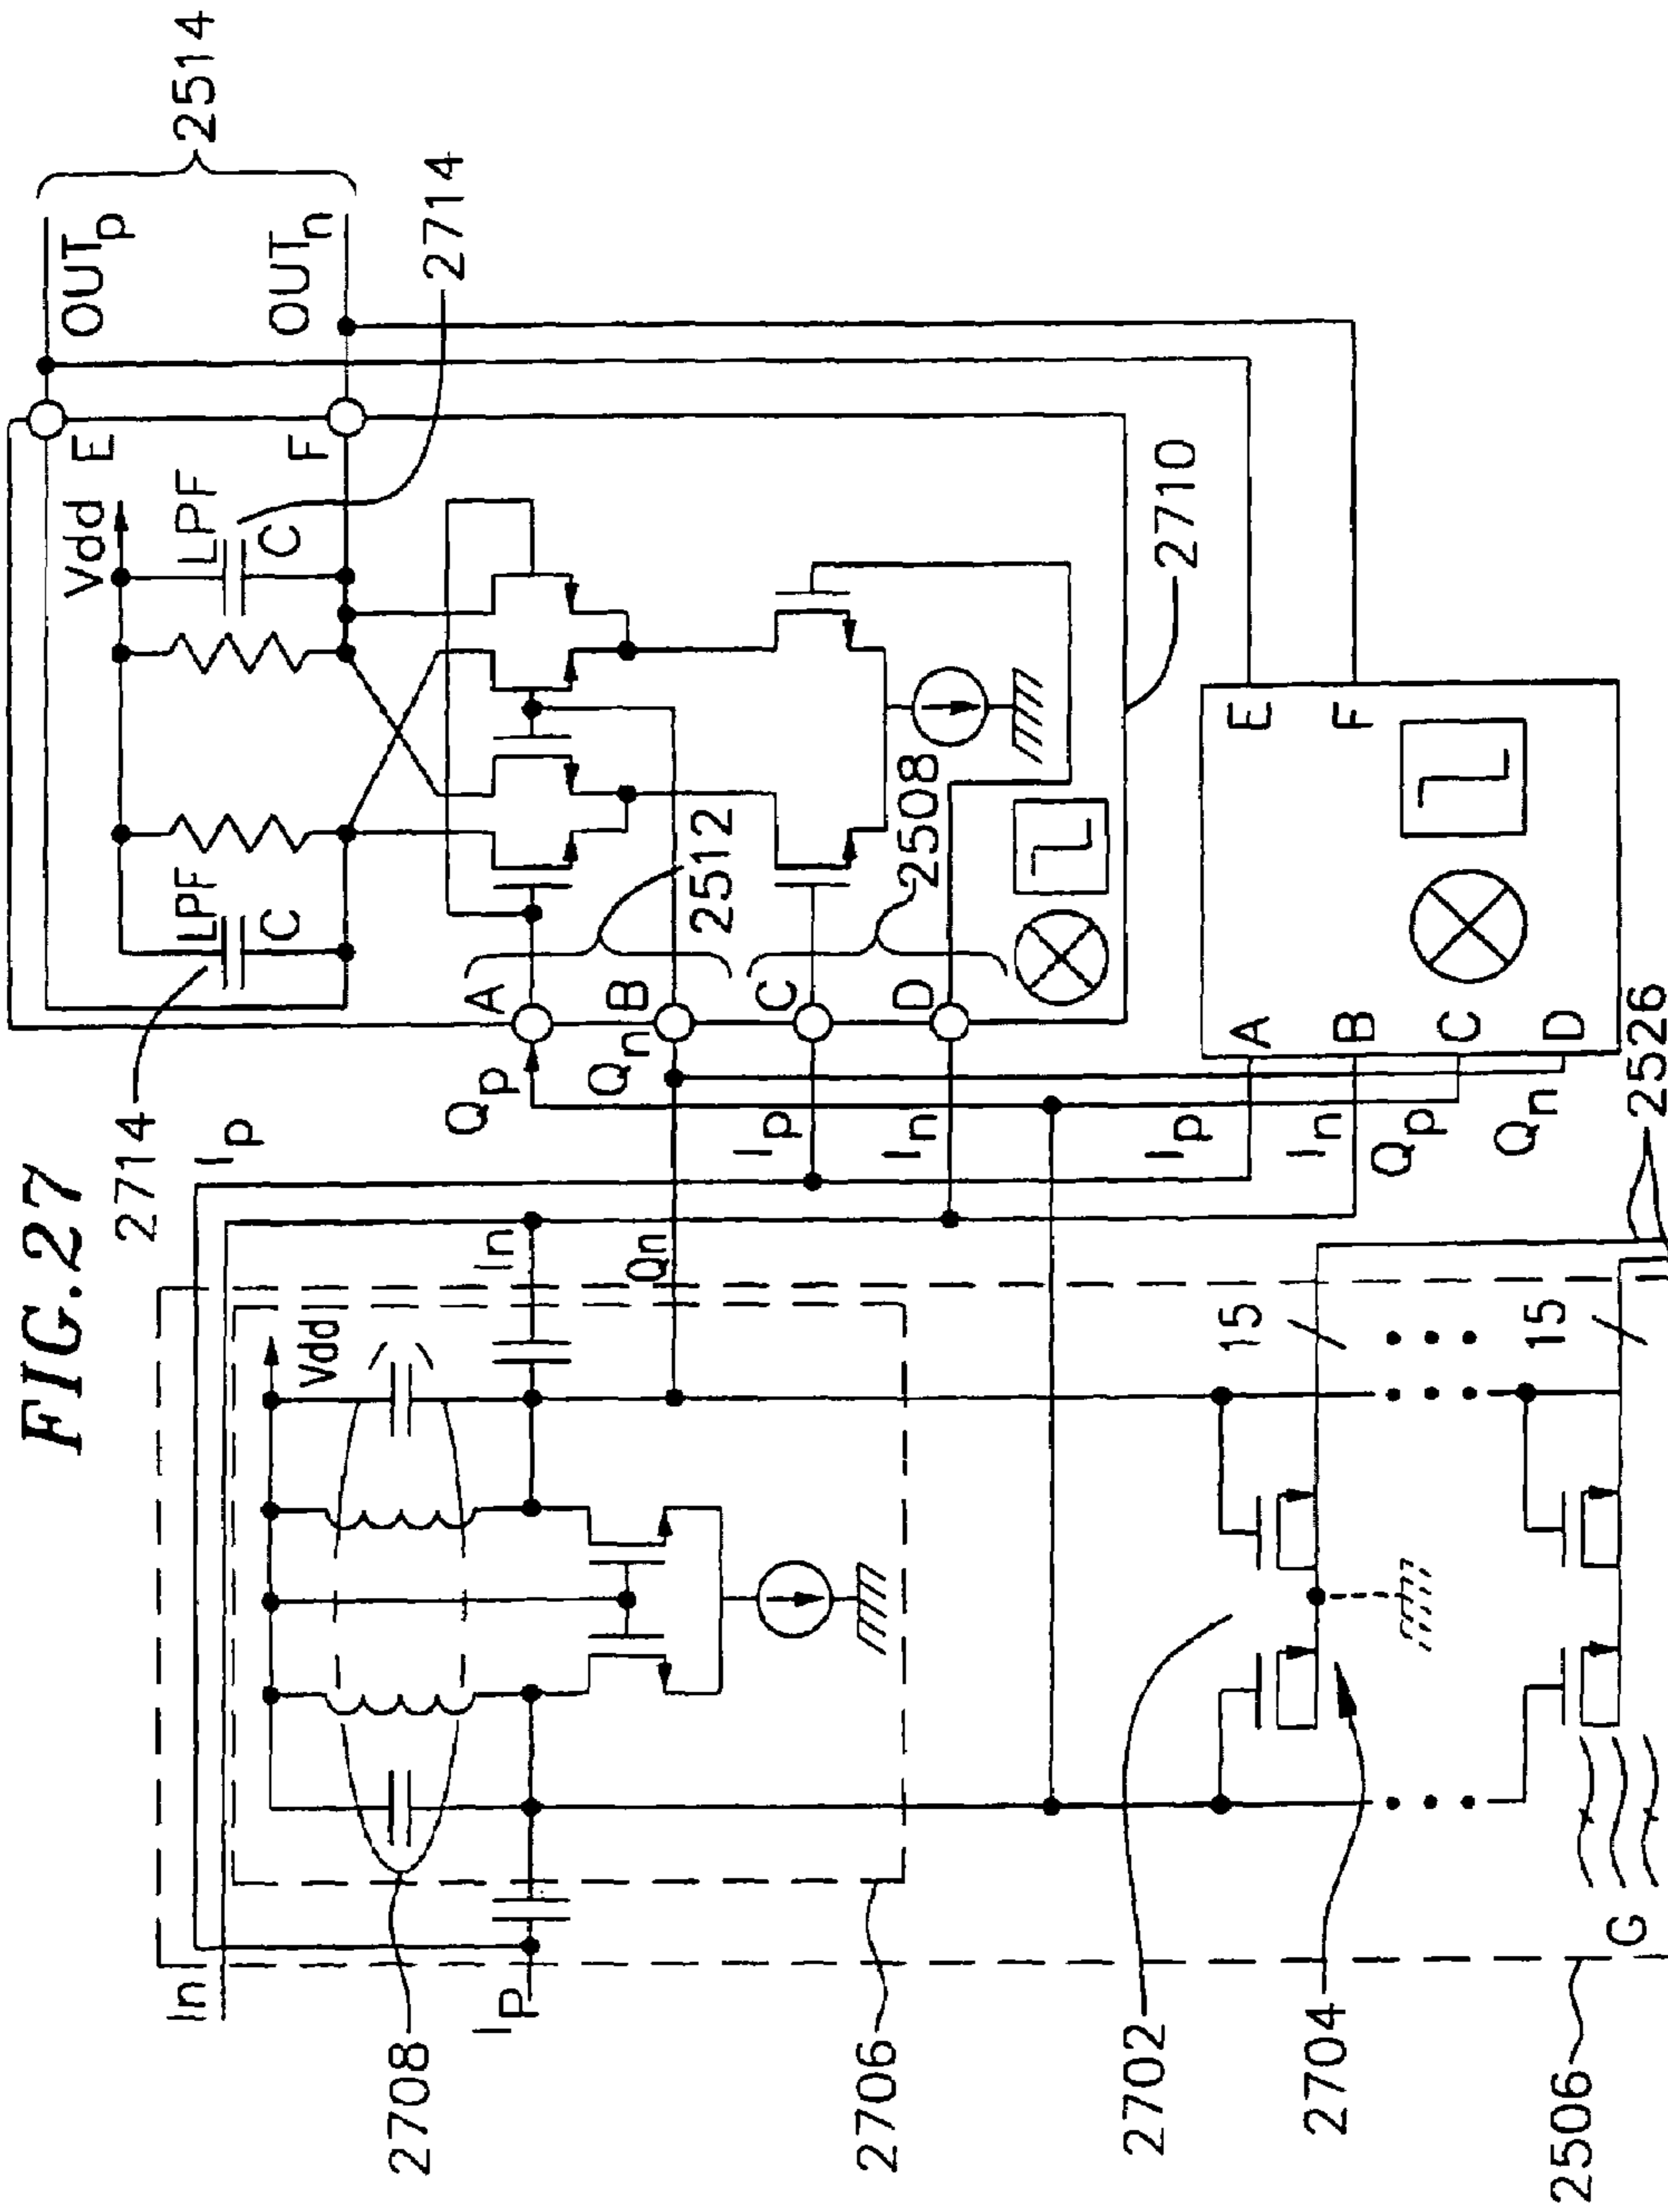 FIG.27
2514
OUTp
OUTn
2714
E
F
Vdd
LPF
C
LPF
C
2714
Ip
Qp
A
Qn
B
Ip
C
In
D
2512
2508
2710
In
Qn
Vdd
In
IP
2708
2706
Ip
A
In
B
Qp
C
Qn
D
E
F
2526
15
15
2702
2704
G
2506